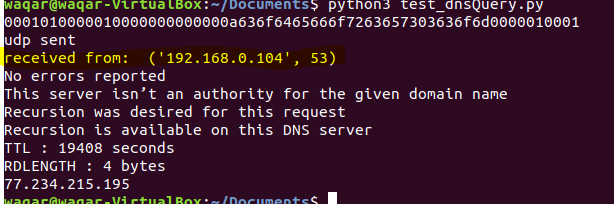 waqar@waqar-VirtualBox:~/Documents$ python3 test_dnsQuery.py
0001010000010000000000000a636f6465666f7263657303636f6d0000010001
udp sent
received from:  ('192.168.0.104', 53)
No errors reported
This server isn’t an authority for the given domain name
Recursion was desired for this request
Recursion is available on this DNS server
TTL : 19408 seconds
RDLENGTH : 4 bytes
77.234.215.195
waqar@waqar-VirtualBox:~/Documents$